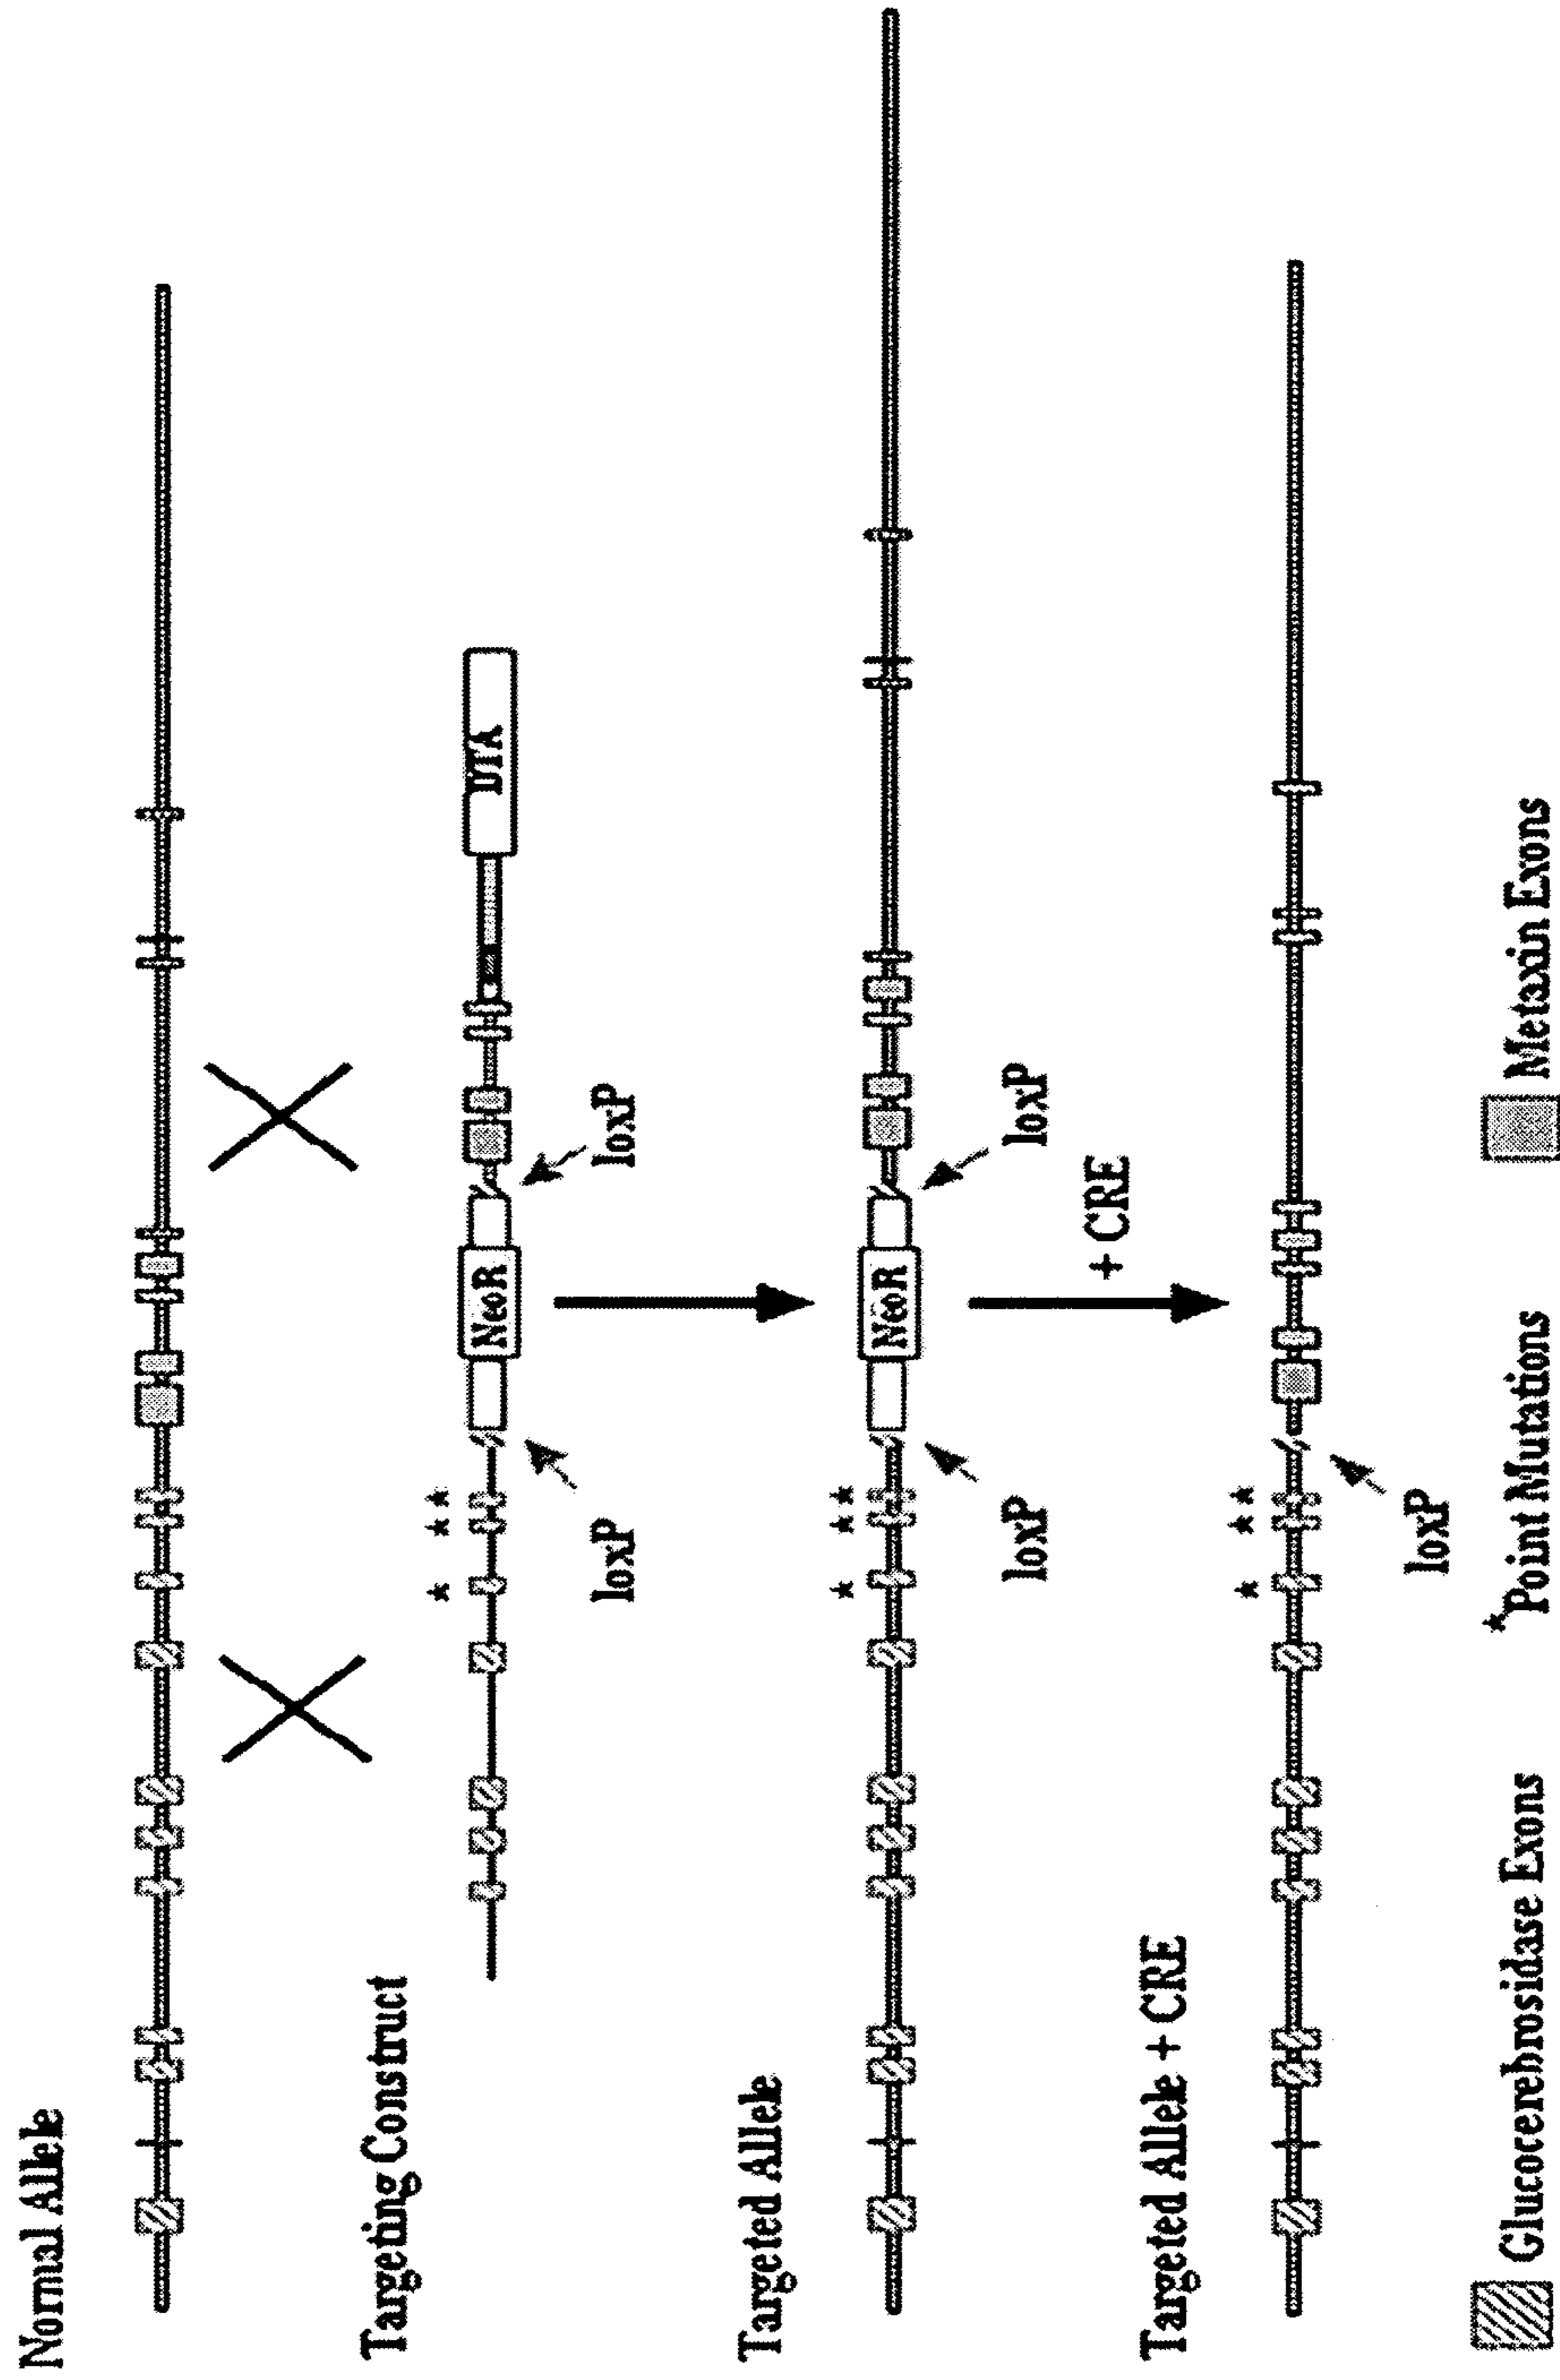 Normal Allele
Targeting Construct
★ ★ ★
NeoR
DTA
loxP
loxP
Targeted Allele
★ ★ ★
NeoR
loxP
loxP
+ CRE
Targeted Allele + CRE
★ ★ ★
loxP
Glucocerebrosidase Exons
★Point Mutations
Metaxin Exons